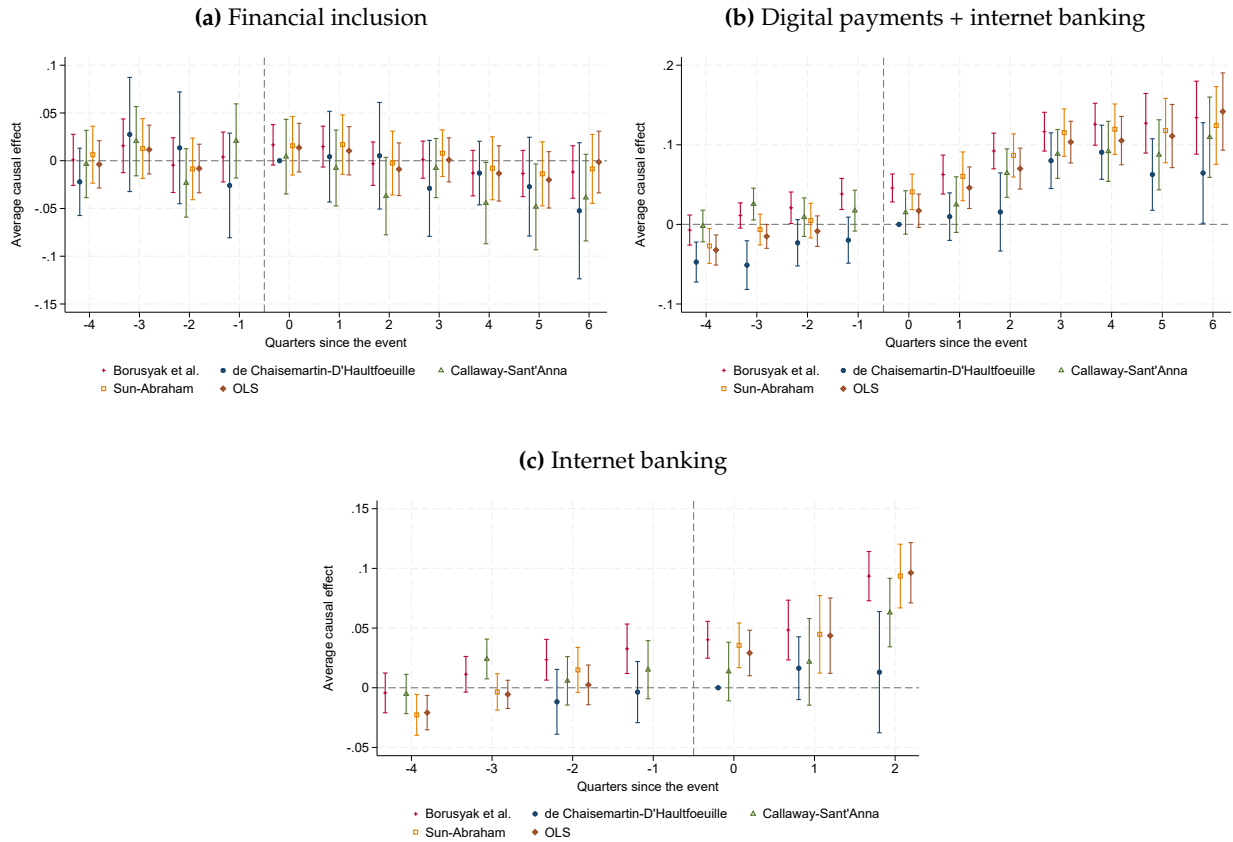 (a) Financial inclusion
.1
.05
0
-.05
-.1
-.15
Average causal effect
-4 -3 -2 -1 0 1 2 3 4 5 6
Quarters since the event
Borusyak et al. de Chaisemartin-D'Haultfoeuille Callaway-Sant'Anna
Sun-Abraham OLS
(b) Digital payments + internet banking
.2
.1
0
-.1
Average causal effect
-4 -3 -2 -1 0 1 2 3 4 5 6
Quarters since the event
Borusyak et al. de Chaisemartin-D'Haultfoeuille Callaway-Sant'Anna
Sun-Abraham OLS
(c) Internet banking
.15
.1
.05
0
-.05
Average causal effect
-4 -3 -2 -1 0 1 2
Quarters since the event
Borusyak et al. de Chaisemartin-D'Haultfoeuille Callaway-Sant'Anna
Sun-Abraham OLS